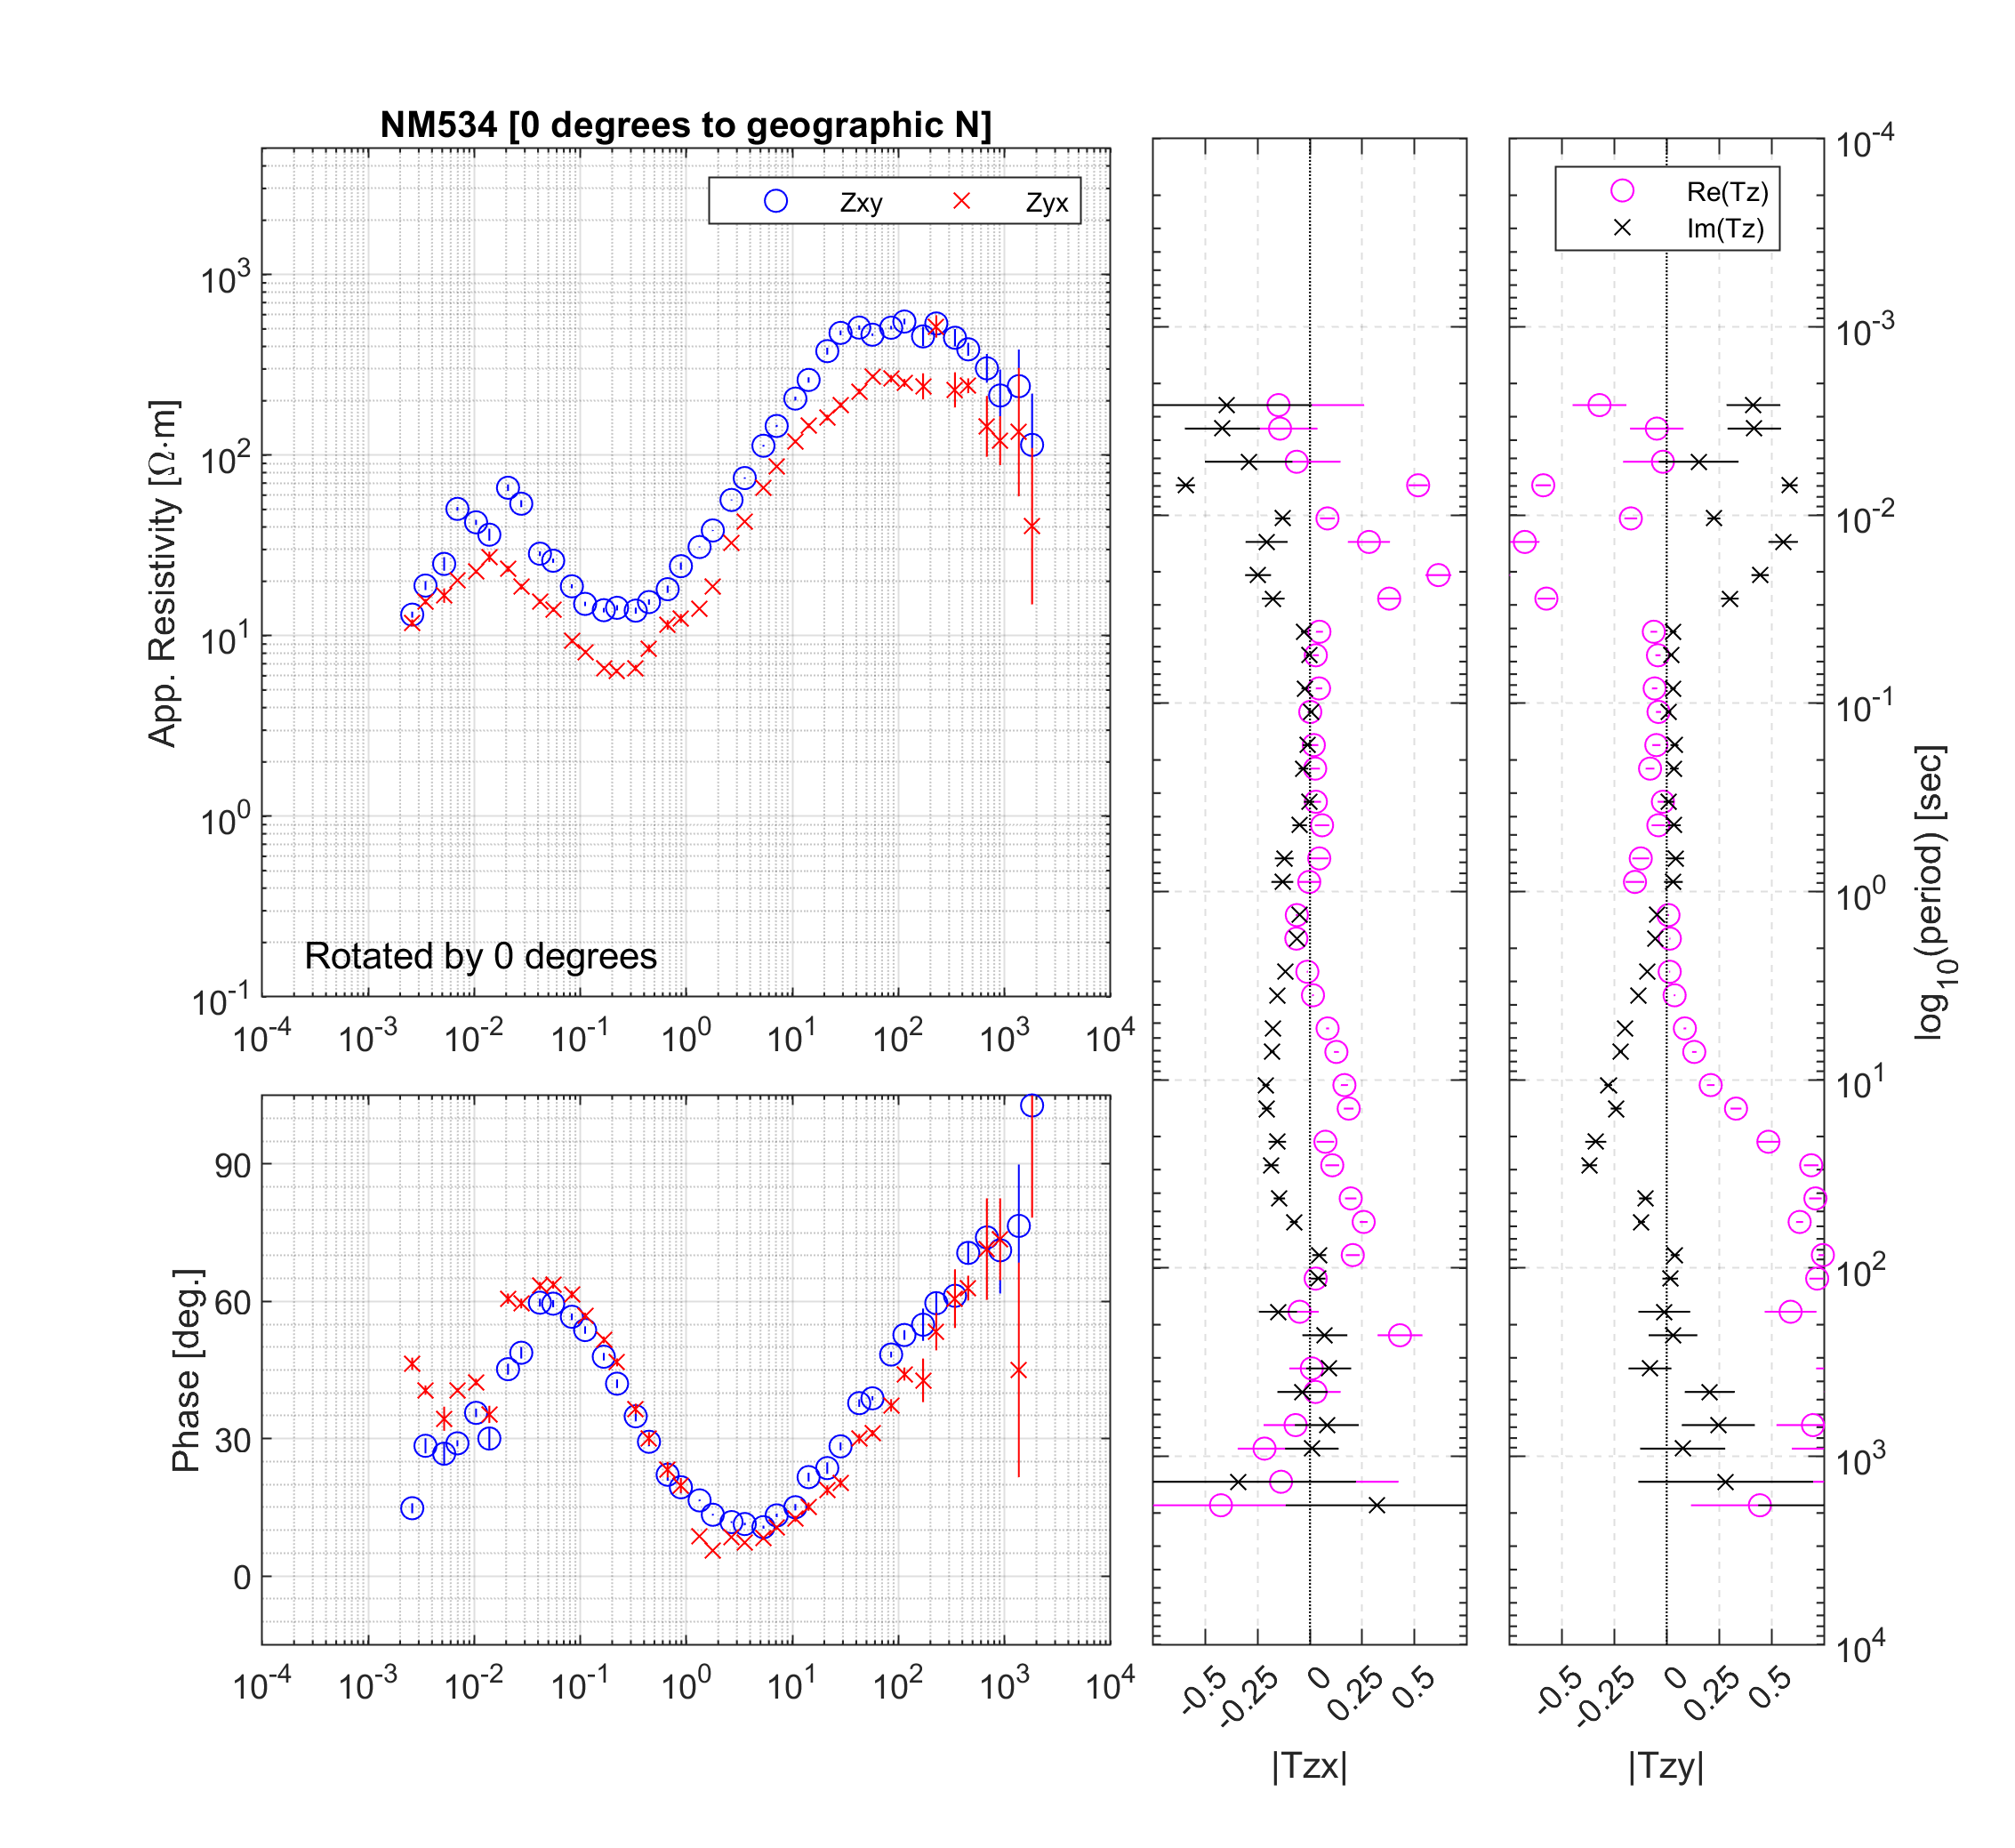 NM534 [0 degrees to geographic N]
Zxy Zyx
App. Resistivity [Ω·m]
10^3
10^2
10^1
10^0
10^-1
Rotated by 0 degrees
10^-4 10^-3 10^-2 10^-1 10^0 10^1 10^2 10^3 10^4
Phase [deg.]
90
60
30
0
10^-4 10^-3 10^-2 10^-1 10^0 10^1 10^2 10^3 10^4
-0.5 -0.25 0 0.25 0.5
|Tzx|
Re(Tz)
Im(Tz)
10^-4
10^-3
10^-2
10^-1
10^0
10^1
10^2
10^3
10^4
log_10(period) [sec]
-0.5 -0.25 0 0.25 0.5
|Tzy|